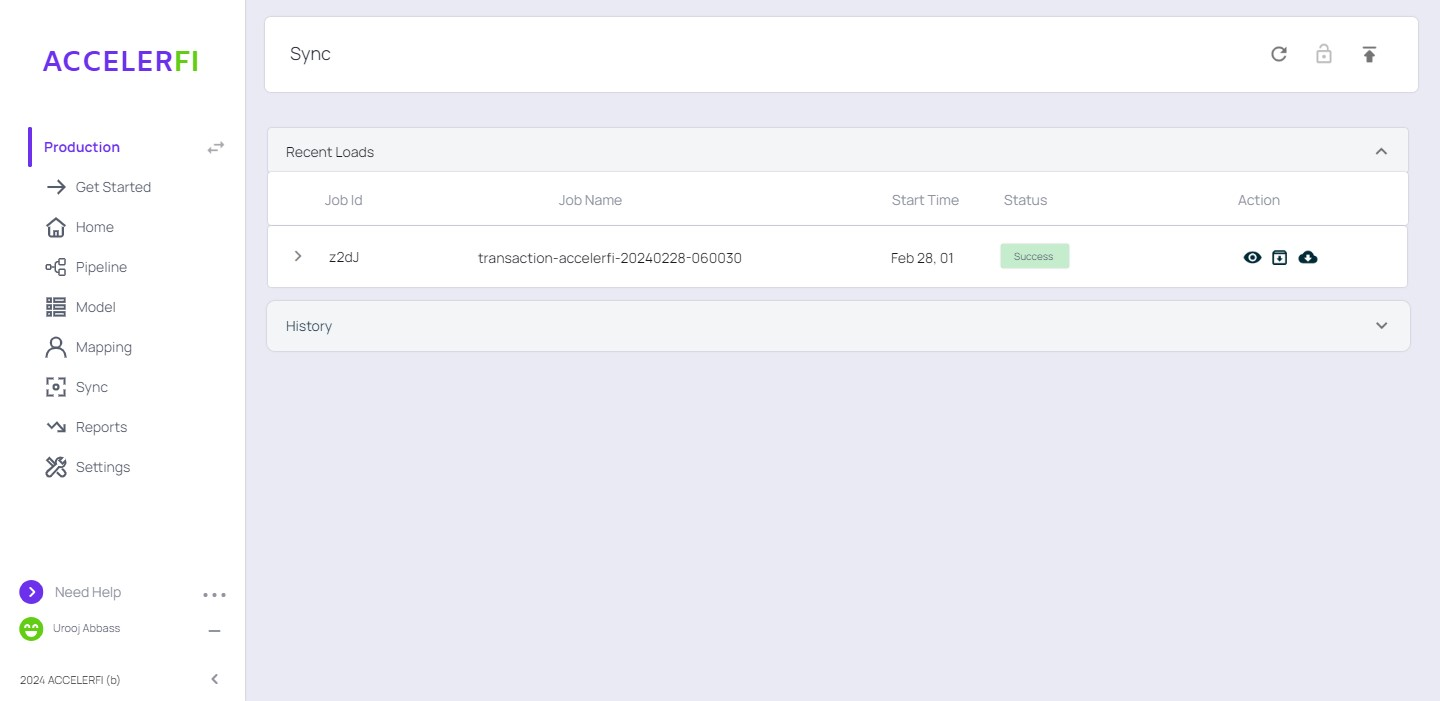 ACCELERFI
Production
Get Started
Home
Pipeline
Model
Mapping
Sync
Reports
Settings
Need Help
Urooj Abbass
2024 ACCELERFI (b)
Sync
Recent Loads
Job Id Job Name Start Time Status Action
z2dJ transaction-accelerfi-20240228-060030 Feb 28, 01 Success
History